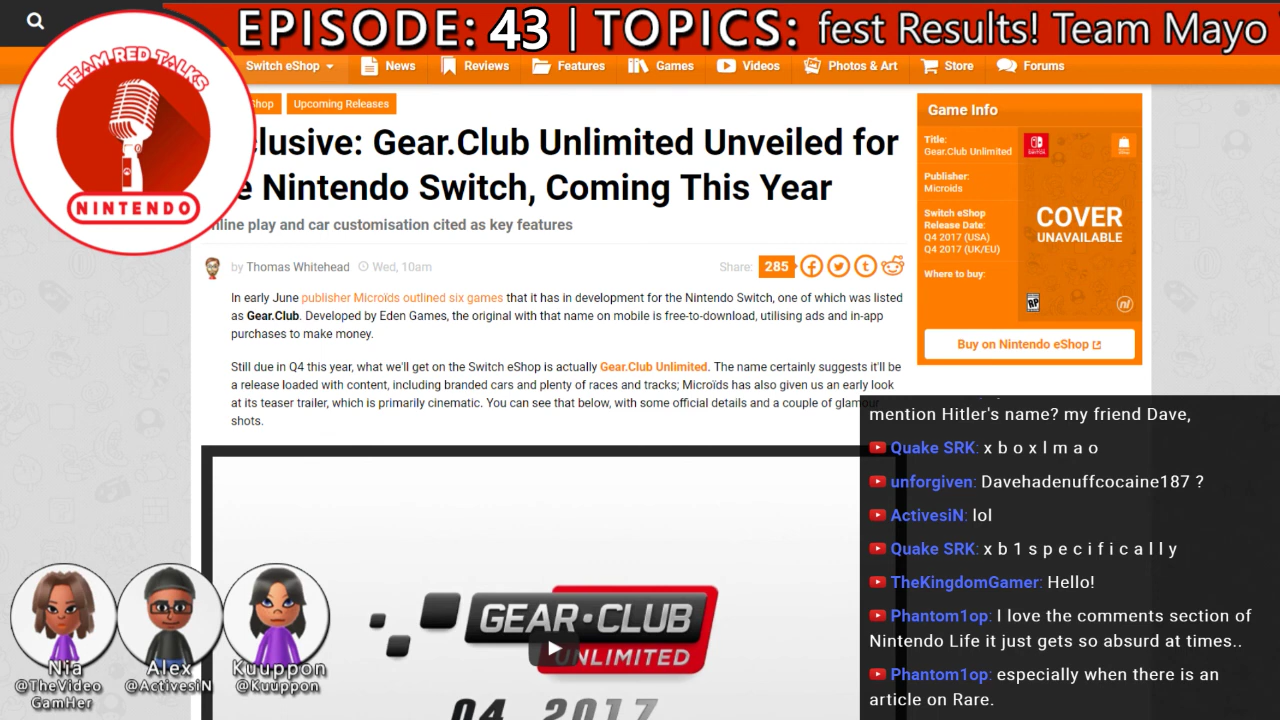 EPISODE: 43 | TOPICS: fest Results! Team Mayo
TEAM RED TALKS
NINTENDO
Switch eShop
News
Reviews
Features
Games
Videos
Photos & Art
Store
Forums
Upcoming Releases
Gear.Club Unlimited Unveiled for
Nintendo Switch, Coming This Year
play and car customisation cited as key features
by Thomas Whitehead Wed, 10am
Share: 285
In early June publisher Microïds outlined six games that it has in development for the Nintendo Switch, one of which was listed
as Gear.Club. Developed by Eden Games, the original with that name on mobile is free-to-download, utilising ads and in-app
purchases to make money.
Still due in Q4 this year, what we'll get on the Switch eShop is actually Gear.Club Unlimited. The name certainly suggests it'll be
a release loaded with content, including branded cars and plenty of races and tracks; Microïds has also given us an early look
at its teaser trailer, which is primarily cinematic. You can see that below, with some official details and a couple of glamour
shots.
GEAR·CLUB
UNLIMITED
Q4 2017
Game Info
Title:
Gear.Club Unlimited
Publisher:
Microids
Switch eShop
Release Date:
Q4 2017 (USA)
Q4 2017 (UK/EU)
Where to buy:
COVER
UNAVAILABLE
RP
Buy on Nintendo eShop
mention Hitler's name? my friend Dave,
Quake SRK: x b o x l m a o
unforgiven: Davehadenuffcocaine187 ?
ActivesiN: lol
Quake SRK: x b 1 s p e c i f i c a l l y
TheKingdomGamer: Hello!
Phantom1op: I love the comments section of
Nintendo Life it just gets so absurd at times..
Phantom1op: especially when there is an
article on Rare.
Nia
@TheVideo
GamHer
Alex
@ActivesiN
Kuuppon
@Kuuppon